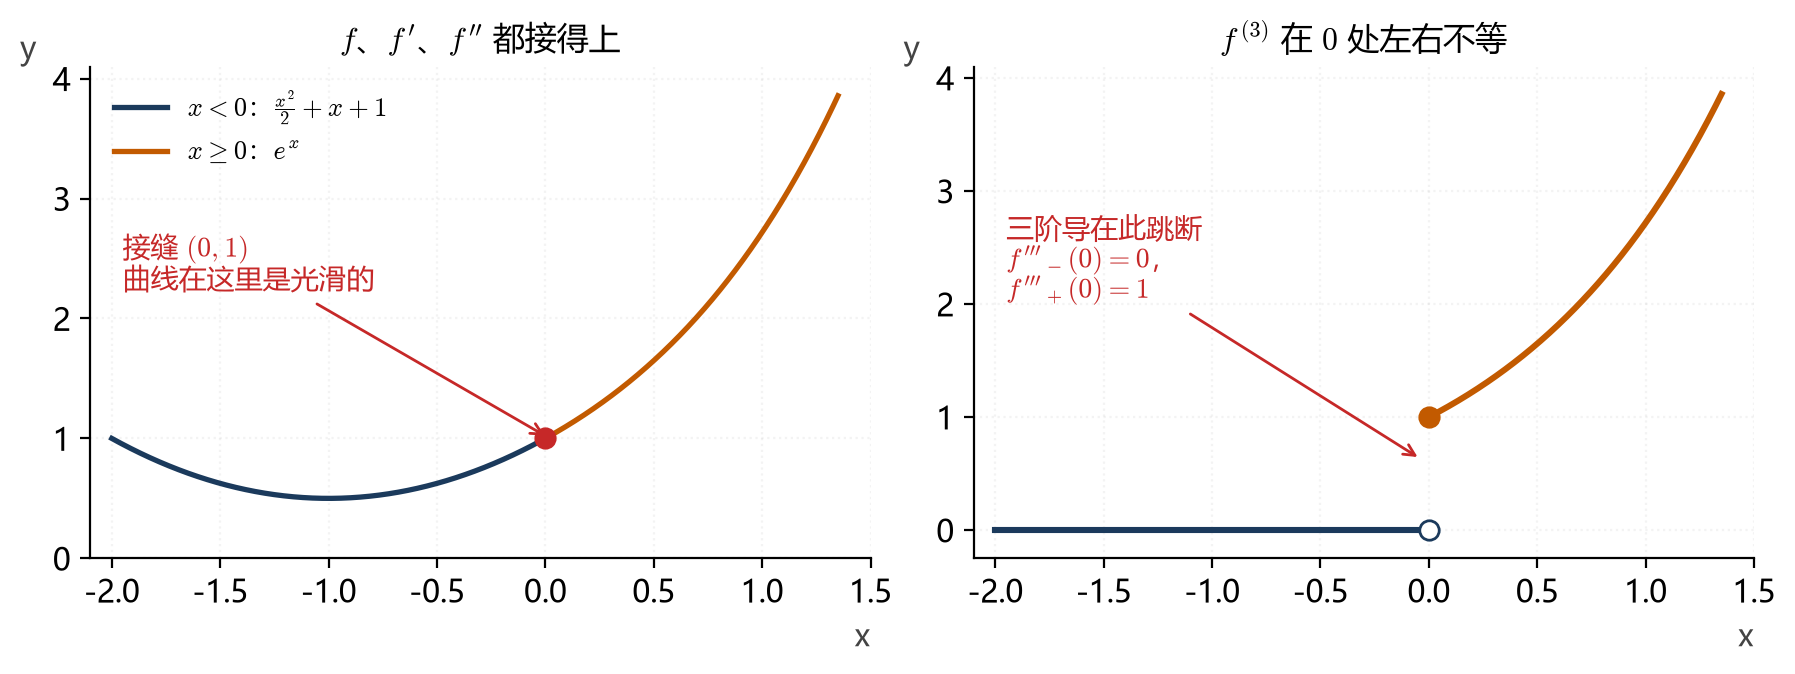 f、f′、f″ 都接得上
y
4
3
2
1
0
x < 0: x²/2 + x + 1
x ≥ 0: eˣ
接缝 (0, 1)
曲线在这里是光滑的
-2.0 -1.5 -1.0 -0.5 0.0 0.5 1.0 1.5
x
f⁽³⁾ 在 0 处左右不等
y
4
3
2
1
0
三阶导在此跳断
f‴₋(0) = 0,
f‴₊(0) = 1
-2.0 -1.5 -1.0 -0.5 0.0 0.5 1.0 1.5
x